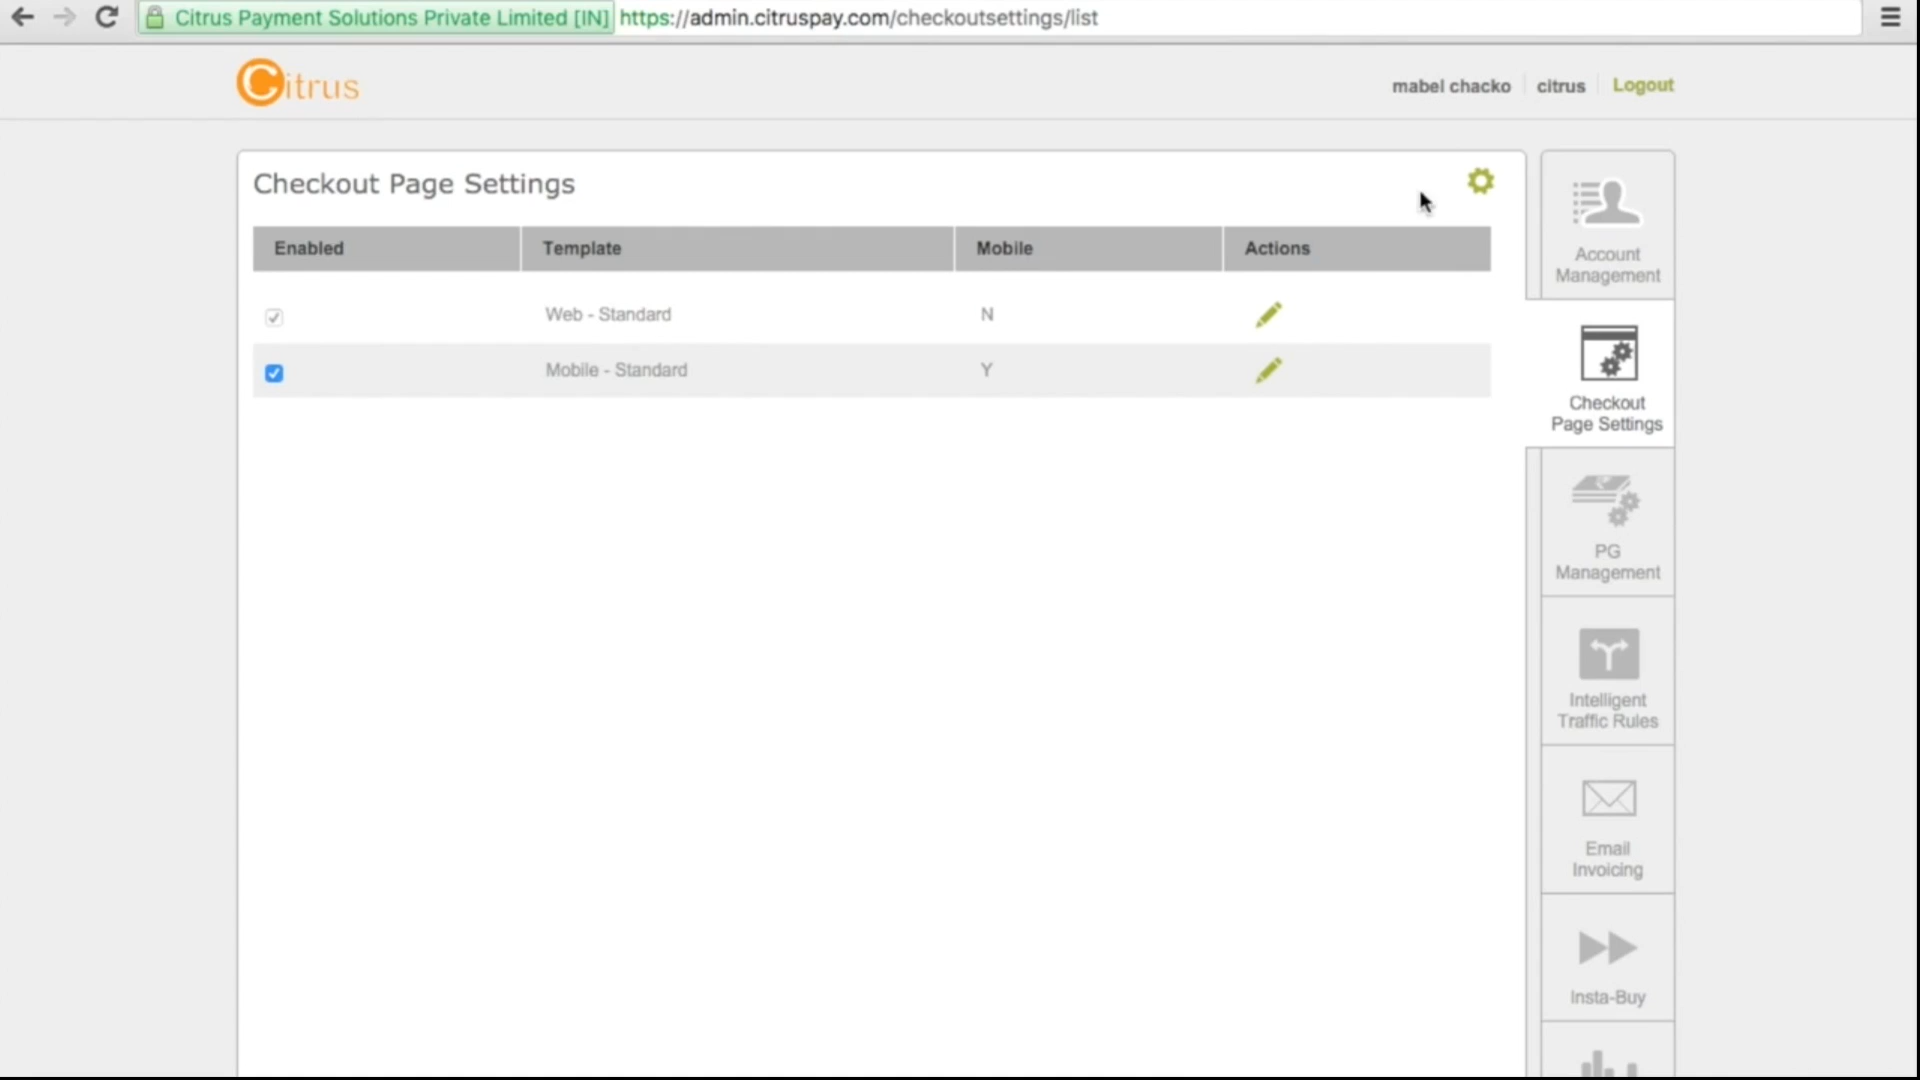 Citrus Payment Solutions Private Limited [IN] https://admin.citruspay.com/checkoutsettings/list
Citrus
mabel chacko citrus Logout
Checkout Page Settings
Enabled Template Mobile Actions
Web - Standard N
Mobile - Standard Y
Account
Management
Checkout
Page Settings
PG
Management
Intelligent
Traffic Rules
Email
Invoicing
Insta-Buy